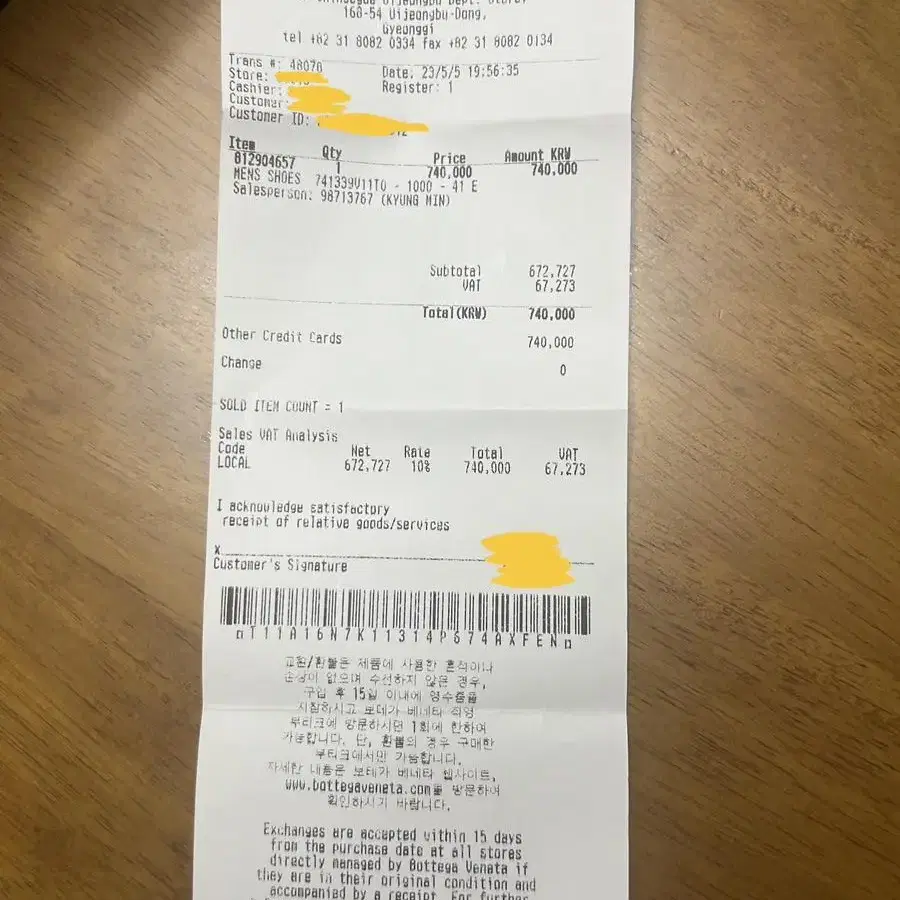 160-54 Uijeongbu-Dong,
Gyeonggi
tel +82 31 8082 0334 fax +82 31 8082 0134
Trans #: 48070 Date: 23/5/5 19:56:35
Store: Register: 1
Cashier:
Customer:
Customer ID:
Item Qty Price Amount KRW
812904657 1 740,000 740,000
MENS SHOES 741339V11T0 - 1000 - 41 E
Salesperson: 98713767 (KYUNG MIN)
Subtotal 672,727
VAT 67,273
Total(KRW) 740,000
Other Credit Cards 740,000
Change 0
SOLD ITEM COUNT = 1
Sales VAT Analysis
Code Net Rate Total VAT
LOCAL 672,727 10% 740,000 67,273
I acknowledge satisfactory
receipt of relative goods/services
x
Customer's Signature
T11A16N7K11314P674AXFEN
교환/환불은 제품에 사용한 흔적이나
손상이 없으며 수선하지 않은 경우,
구입 후 15일 이내에 영수증을
지참하시고 보테가 베네타 직영
부티크에 방문하시면 1회에 한하여
가능합니다. 단, 환불의 경우 구매한
부티크에서만 가능합니다.
자세한 내용은 보테가 베네타 웹사이트,
www.bottegaveneta.com을 방문하여
확인하시기 바랍니다.
Exchanges are accepted within 15 days
from the purchase date at all stores
directly managed by Bottega Veneta if
they are in their original condition and
accompanied by a receipt. For further